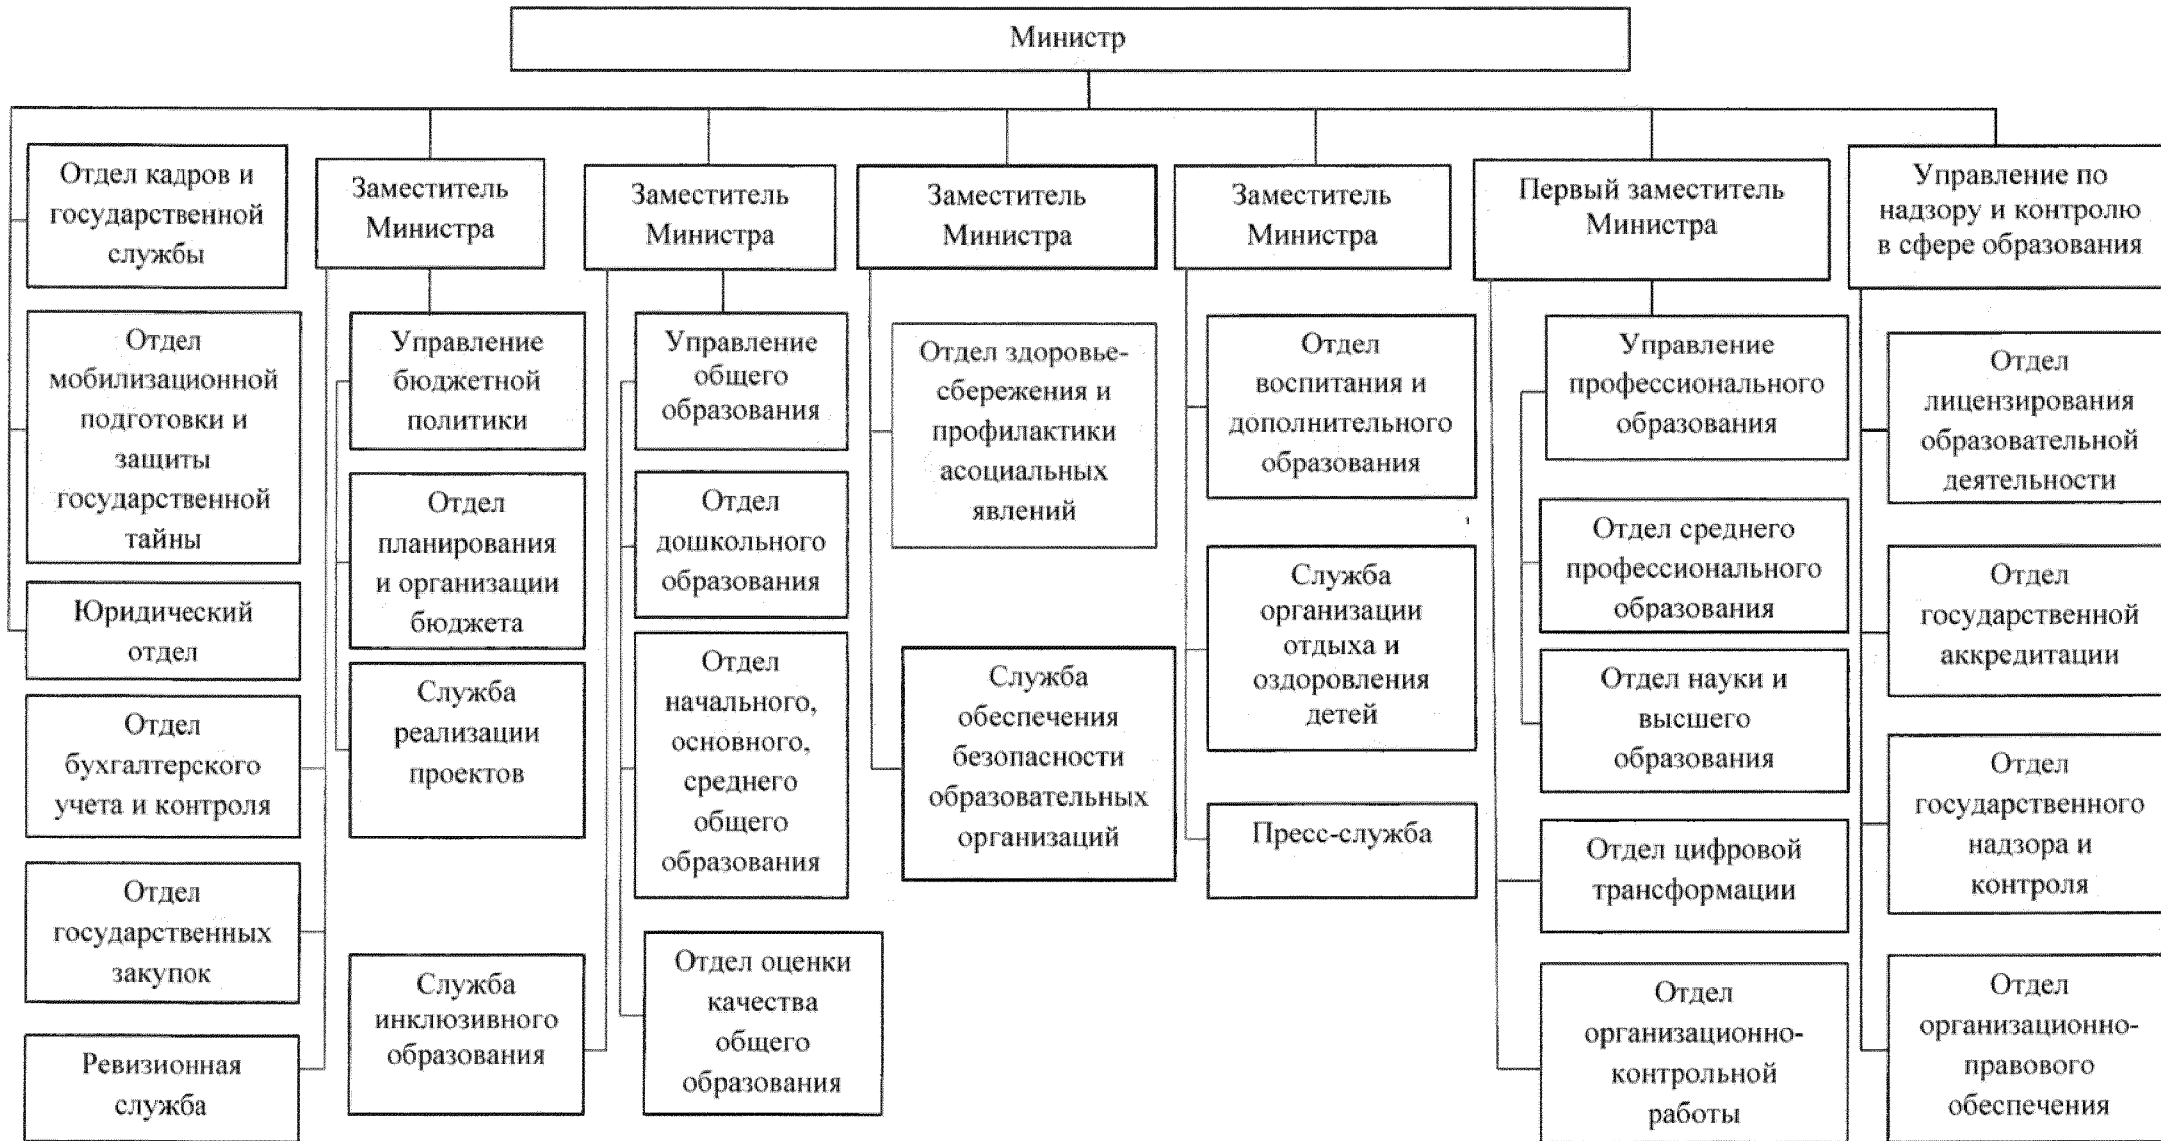 Министр
Отдел кадров и
государственной
службы
Отдел
мобилизационной
подготовки и
защиты
государственной
тайны
Юридический
отдел
Отдел
бухгалтерского
учета и контроля
Отдел
государственных
закупок
Ревизионная
служба
Заместитель
Министра
Управление
бюджетной
политики
Отдел
планирования
и организации
бюджета
Служба
реализации
проектов
Служба
инклюзивного
образования
Заместитель
Министра
Управление
общего
образования
Отдел
дошкольного
образования
Отдел
начального,
основного,
среднего
общего
образования
Отдел оценки
качества
общего
образования
Заместитель
Министра
Отдел здоровье-
сбережения и
профилактики
асоциальных
явлений
Служба
обеспечения
безопасности
образовательных
организаций
Заместитель
Министра
Отдел
воспитания и
дополнительного
образования
Служба
организации
отдыха и
оздоровления
детей
Пресс-служба
Первый заместитель
Министра
Управление
профессионального
образования
Отдел среднего
профессионального
образования
Отдел науки и
высшего
образования
Отдел цифровой
трансформации
Отдел
организационно-
контрольной
работы
Управление по
надзору и контролю
в сфере образования
Отдел
лицензирования
образовательной
деятельности
Отдел
государственной
аккредитации
Отдел
государственного
надзора и
контроля
Отдел
организационно-
правового
обеспечения